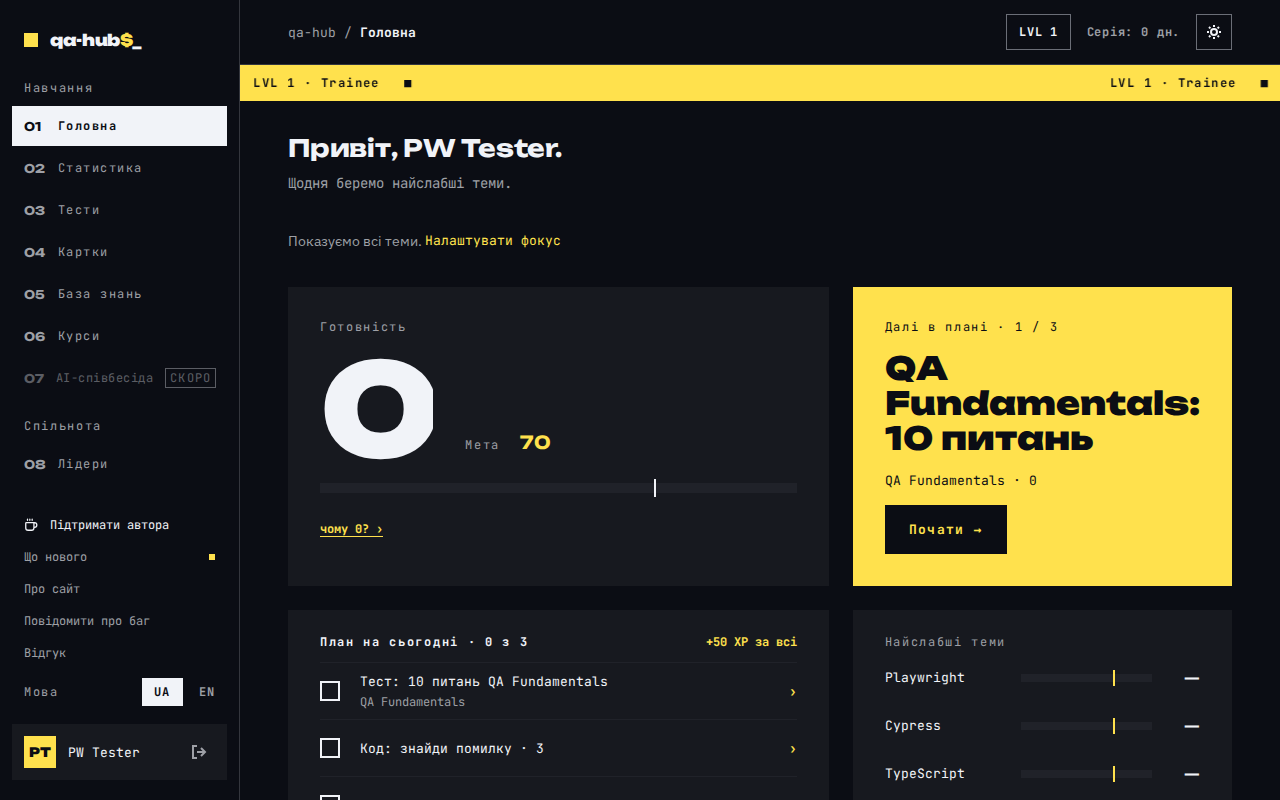 qa-hub$_
Навчання
01 Головна
02 Статистика
03 Тести
04 Картки
05 База знань
06 Курси
07 AI-співбесіда СКОРО
Спільнота
08 Лідери
Підтримати автора
Що нового
Про сайт
Повідомити про баг
Відгук
Мова UA EN
PT PW Tester
qa-hub / Головна
LVL 1 Серія: 0 дн.
LVL 1 · Trainee ■ LVL 1 · Trainee ■
Привіт, PW Tester.
Щодня беремо найслабші теми.
Показуємо всі теми. Налаштувати фокус
Готовність
0 Мета 70
чому 0? ›
Далі в плані · 1 / 3
QA
Fundamentals:
10 питань
QA Fundamentals · 0
Почати →
План на сьогодні · 0 з 3 +50 XP за всі
Тест: 10 питань QA Fundamentals ›
QA Fundamentals
Код: знайди помилку · 3 ›
Найслабші теми
Playwright —
Cypress —
TypeScript —